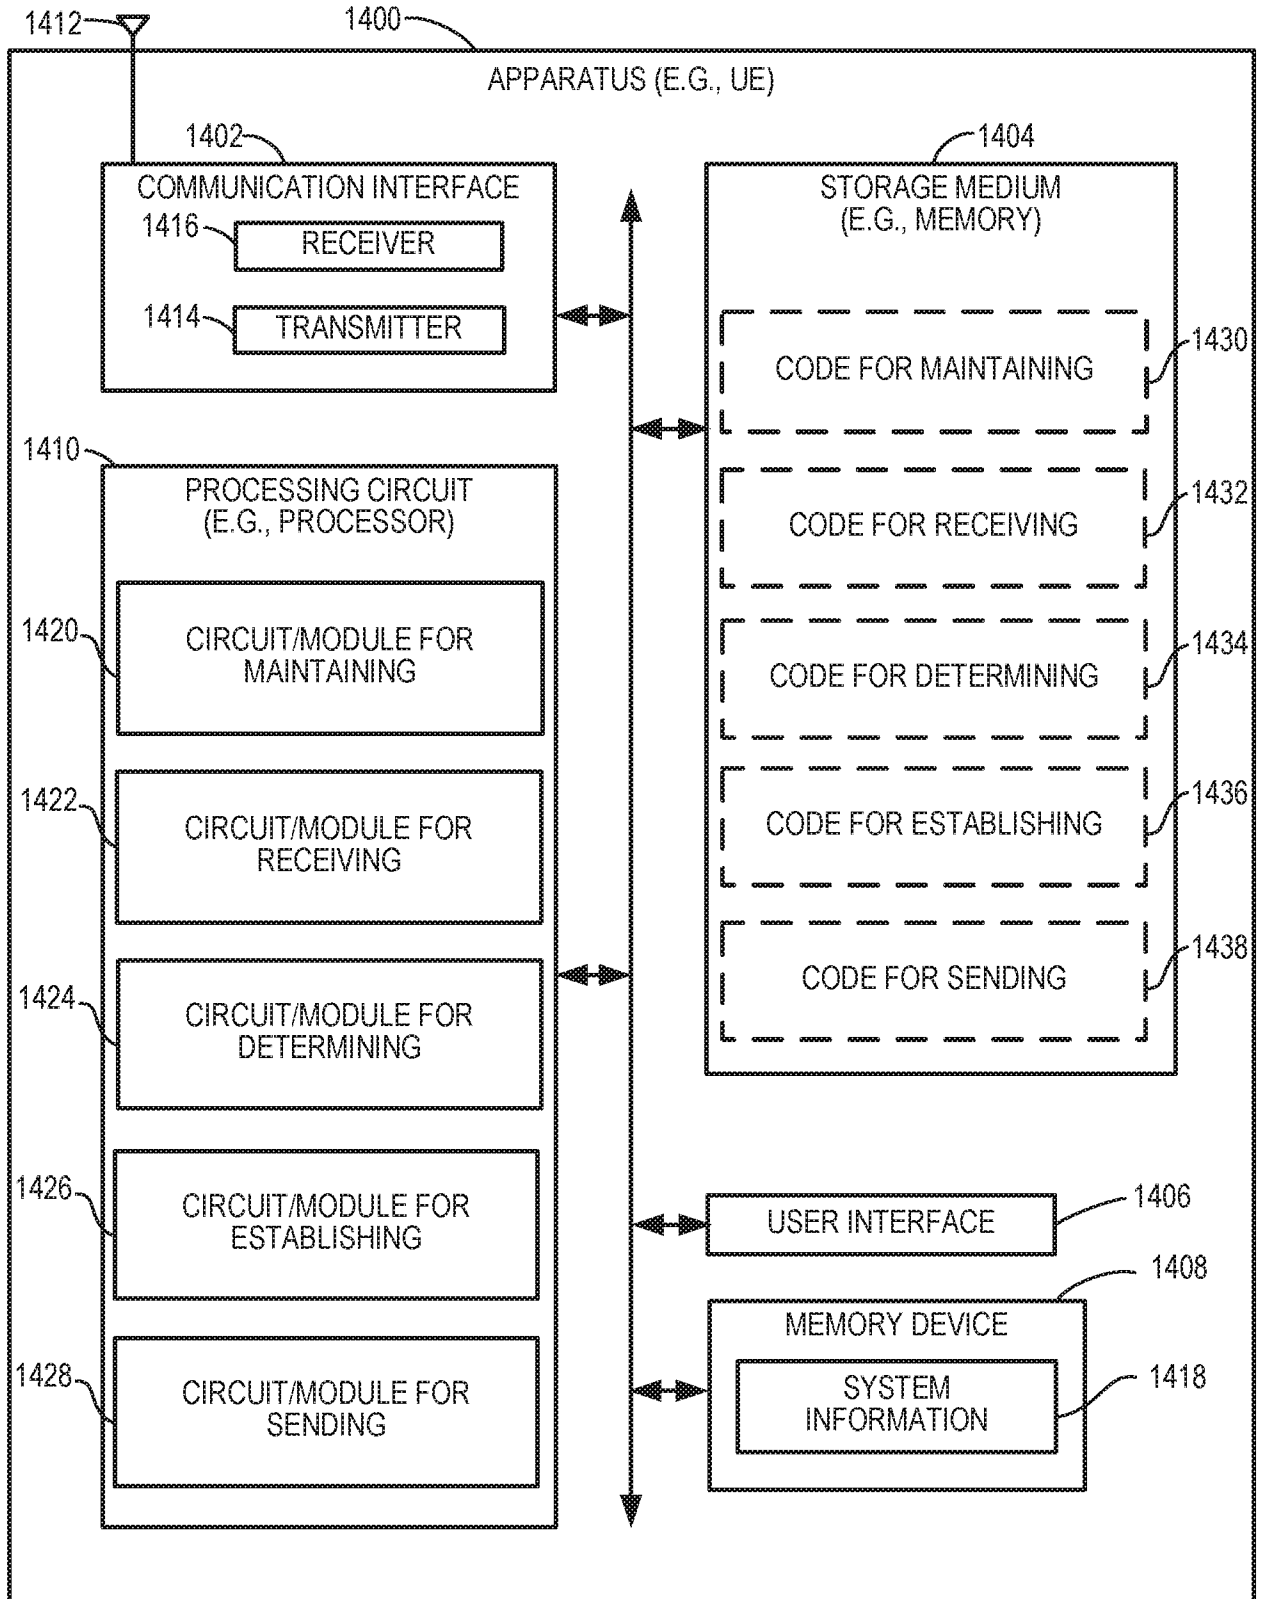 1412
1400
APPARATUS (E.G., UE)
1402
COMMUNICATION INTERFACE
1416
RECEIVER
1414
TRANSMITTER
1404
STORAGE MEDIUM
(E.G., MEMORY)
CODE FOR MAINTAINING
1430
CODE FOR RECEIVING
1432
CODE FOR DETERMINING
1434
CODE FOR ESTABLISHING
1436
CODE FOR SENDING
1438
1410
PROCESSING CIRCUIT
(E.G., PROCESSOR)
1420
CIRCUIT/MODULE FOR
MAINTAINING
1422
CIRCUIT/MODULE FOR
RECEIVING
1424
CIRCUIT/MODULE FOR
DETERMINING
1426
CIRCUIT/MODULE FOR
ESTABLISHING
1428
CIRCUIT/MODULE FOR
SENDING
USER INTERFACE
1406
1408
MEMORY DEVICE
SYSTEM
INFORMATION
1418